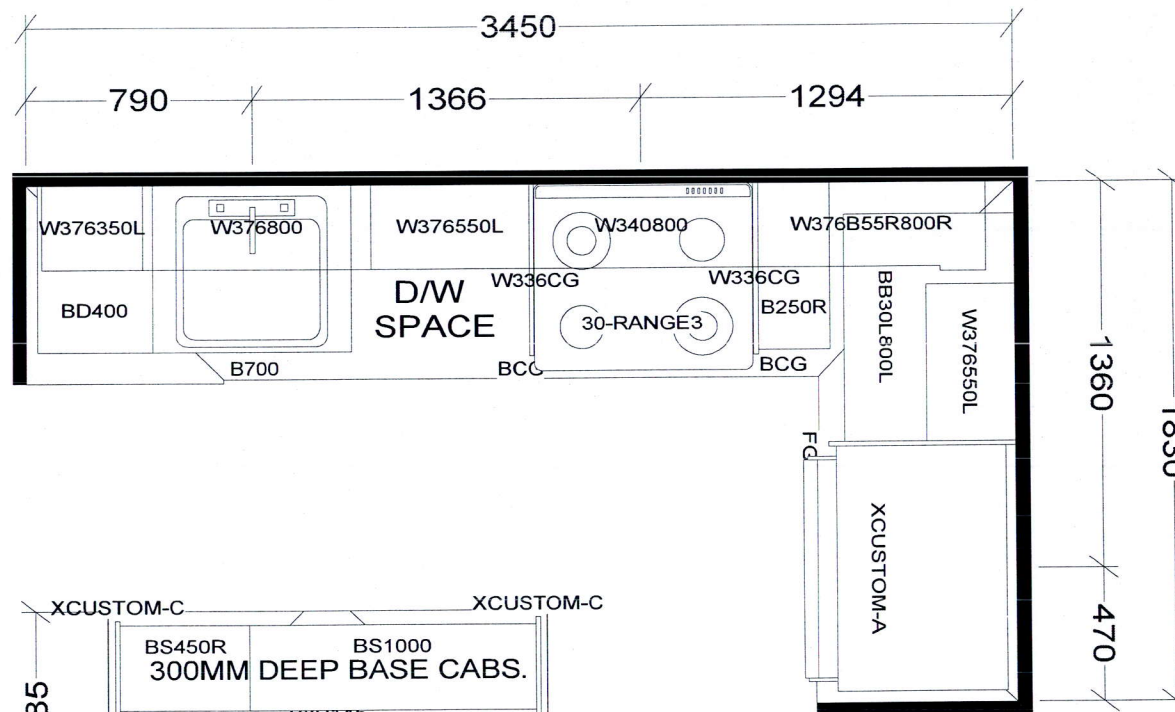 3450
790
1366
1294
W376350L
W376800
W376550L
W340800
W376B55R800R
W336CG
W336CG
D/W
SPACE
BD400
30-RANGE3
B250R
BB30L800L
W376550L
B700
BCG
BCG
FG
1360
1830
XCUSTOM-A
470
XCUSTOM-C
XCUSTOM-C
BS450R
BS1000
300MM DEEP BASE CABS.